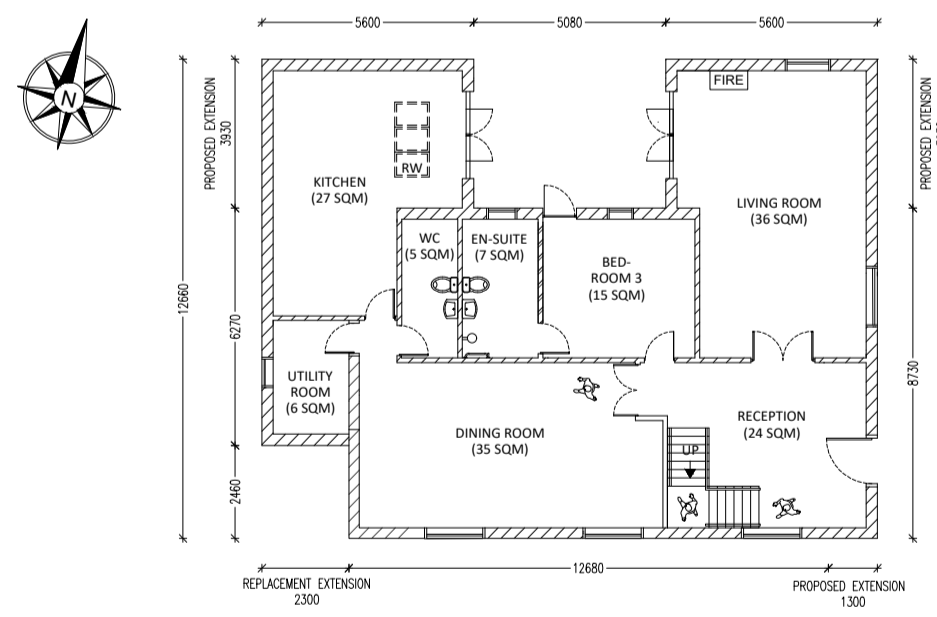 5600
5080
5600
N
PROPOSED EXTENSION
3930
12660
6270
2460
FIRE
RW
KITCHEN
(27 SQM)
LIVING ROOM
(36 SQM)
WC
(5 SQM)
EN-SUITE
(7 SQM)
BED-
ROOM 3
(15 SQM)
UTILITY
ROOM
(6 SQM)
DINING ROOM
(35 SQM)
RECEPTION
(24 SQM)
UP
PROPOSED EXTENSION
8730
12680
REPLACEMENT EXTENSION
2300
PROPOSED EXTENSION
1300